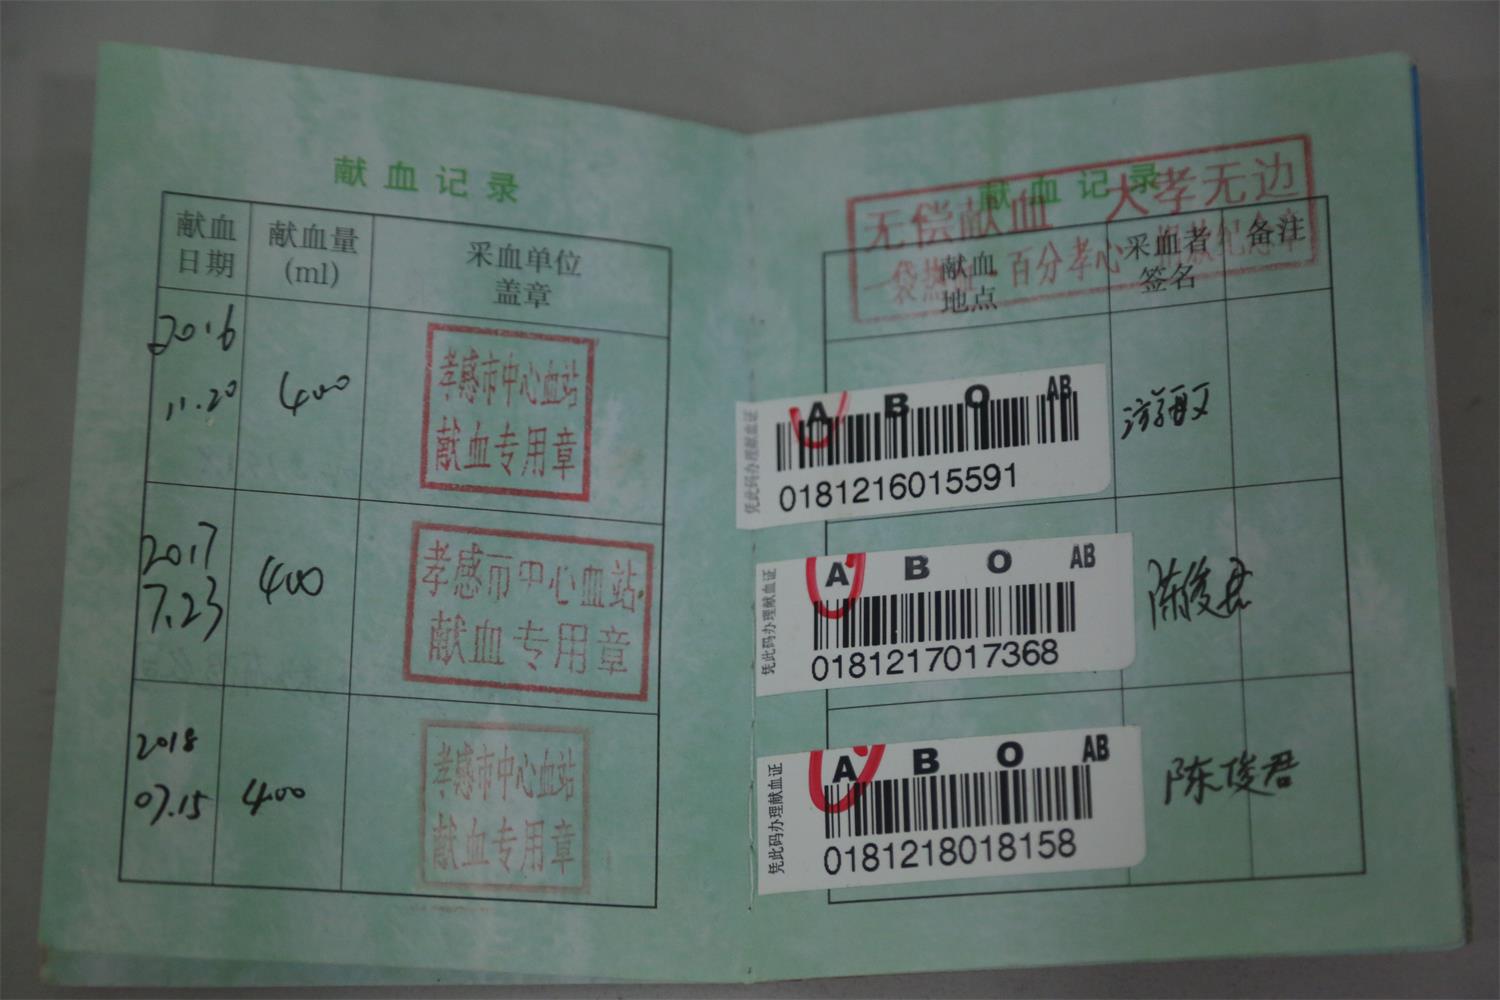 献血记录
献血日期
献血量(ml)
采血单位盖章
2016
11.20
400
孝感市中心血站
献血专用章
2017
7.23
400
孝感市中心血站
献血专用章
2018
07.15
400
孝感市中心血站
献血专用章
献血记录
无偿献血 大孝无边
一袋热血 百分孝心
献血地点
采血者签名
备注
A B O AB
凭此码办理献血证
0181216015591
A B O AB
凭此码办理献血证
0181217017368
陈俊君
A B O AB
凭此码办理献血证
0181218018158
陈俊君